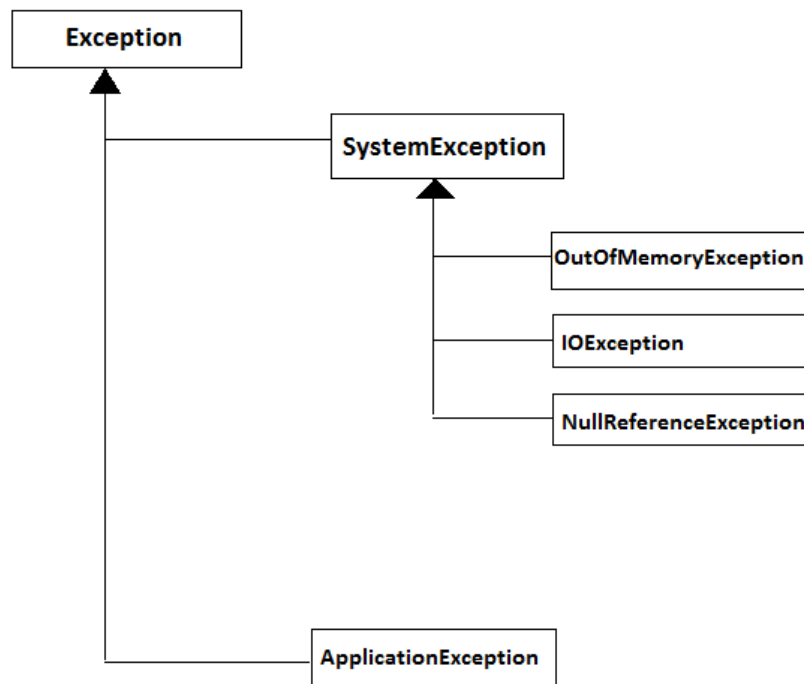 Exception
SystemException
OutOfMemoryException
IOException
NullReferenceException
ApplicationException